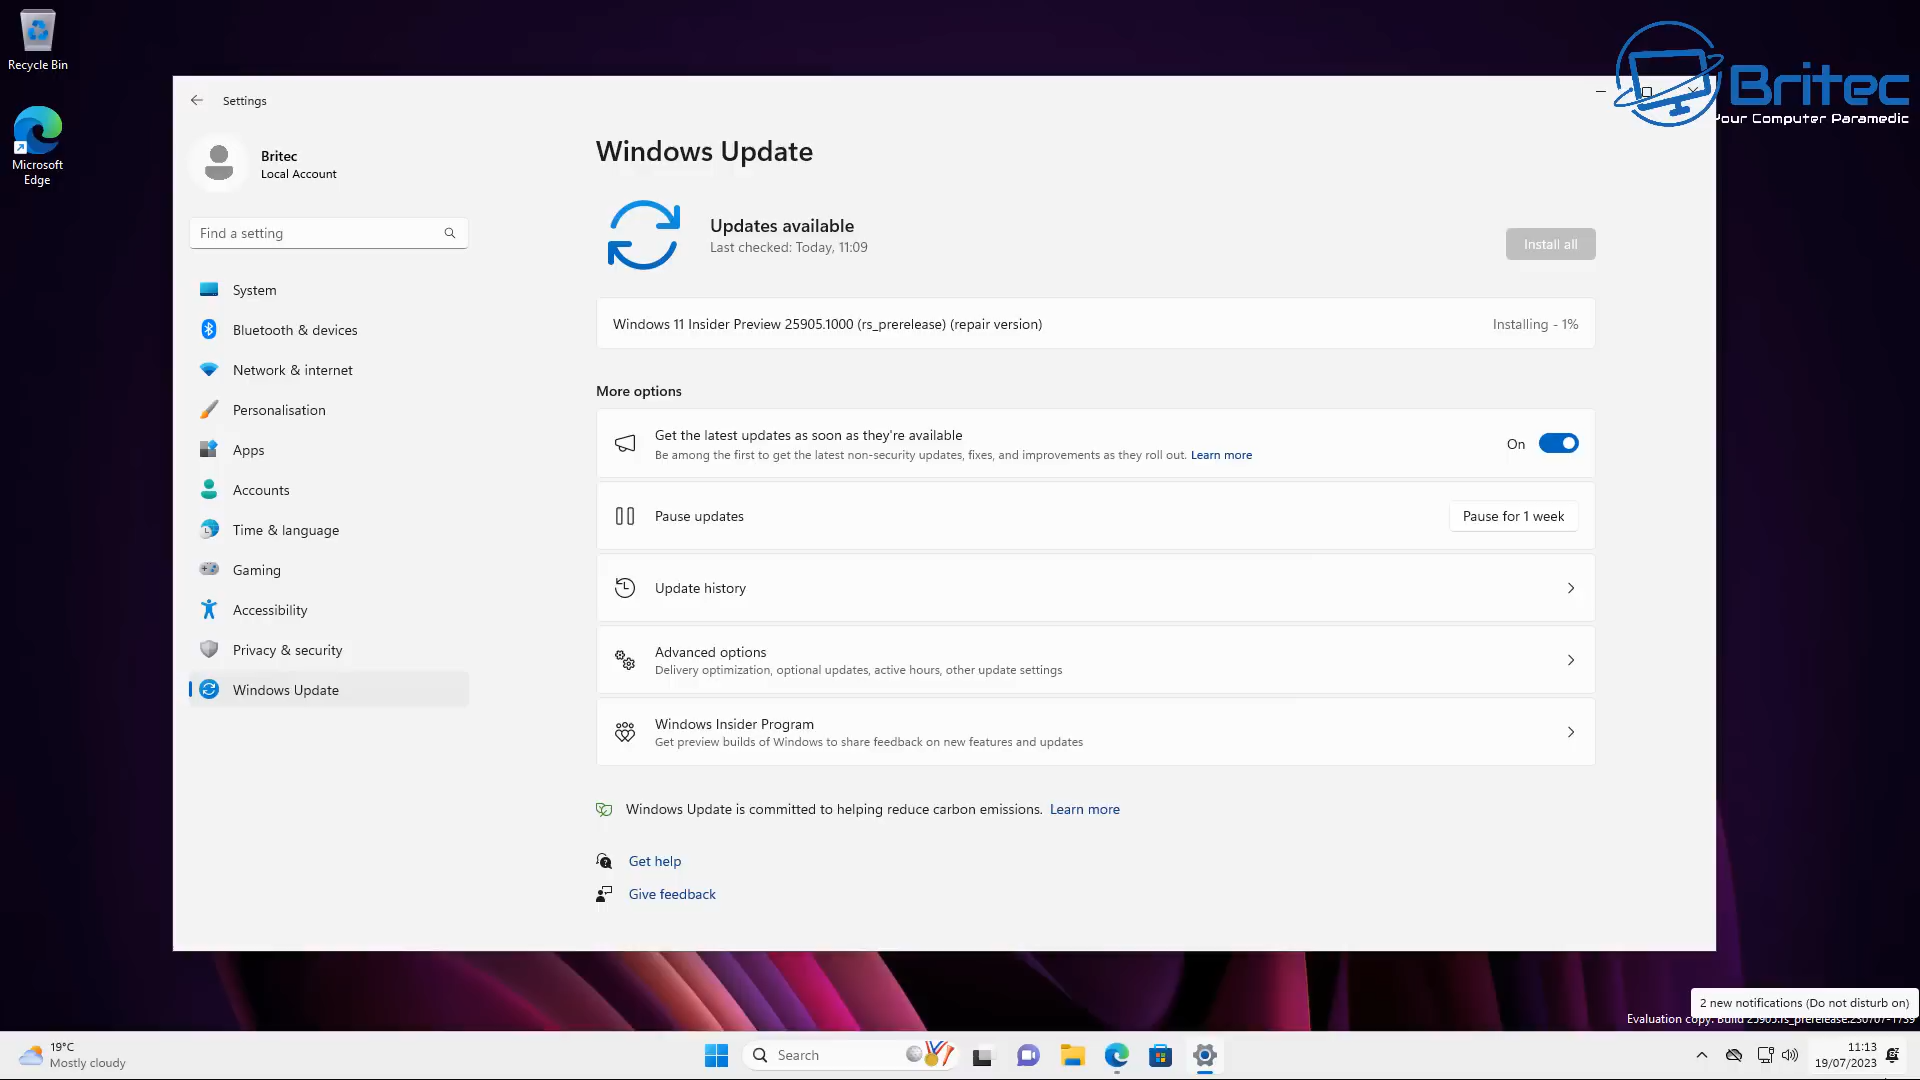 Recycle Bin
Microsoft
Edge
Britec
Your Computer Paramedic
Settings
Britec
Local Account
Find a setting
System
Bluetooth & devices
Network & internet
Personalisation
Apps
Accounts
Time & language
Gaming
Accessibility
Privacy & security
Windows Update
Windows Update
Updates available
Last checked: Today, 11:09
Install all
Windows 11 Insider Preview 25905.1000 (rs_prerelease) (repair version)
Installing - 1%
More options
Get the latest updates as soon as they're available
Be among the first to get the latest non-security updates, fixes, and improvements as they roll out. Learn more
On
Pause updates
Pause for 1 week
Update history
Advanced options
Delivery optimization, optional updates, active hours, other update settings
Windows Insider Program
Get preview builds of Windows to share feedback on new features and updates
Windows Update is committed to helping reduce carbon emissions. Learn more
Get help
Give feedback
2 new notifications (Do not disturb on)
Evaluation copy. Build 25905.rs_prerelease.230707-1739
19°C
Mostly cloudy
Search
11:13
19/07/2023